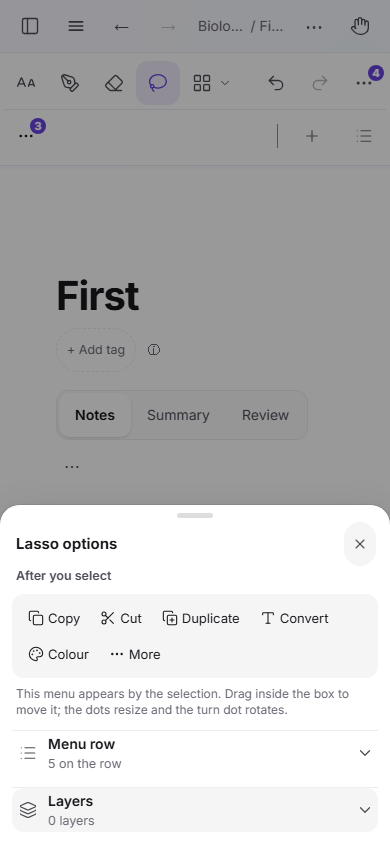 Biolo... / Fi...
AA
4
3
First
+ Add tag
Notes Summary Review
...
Lasso options
After you select
Copy Cut Duplicate Convert
Colour More
This menu appears by the selection. Drag inside the box to
move it; the dots resize and the turn dot rotates.
Menu row
5 on the row
Layers
0 layers